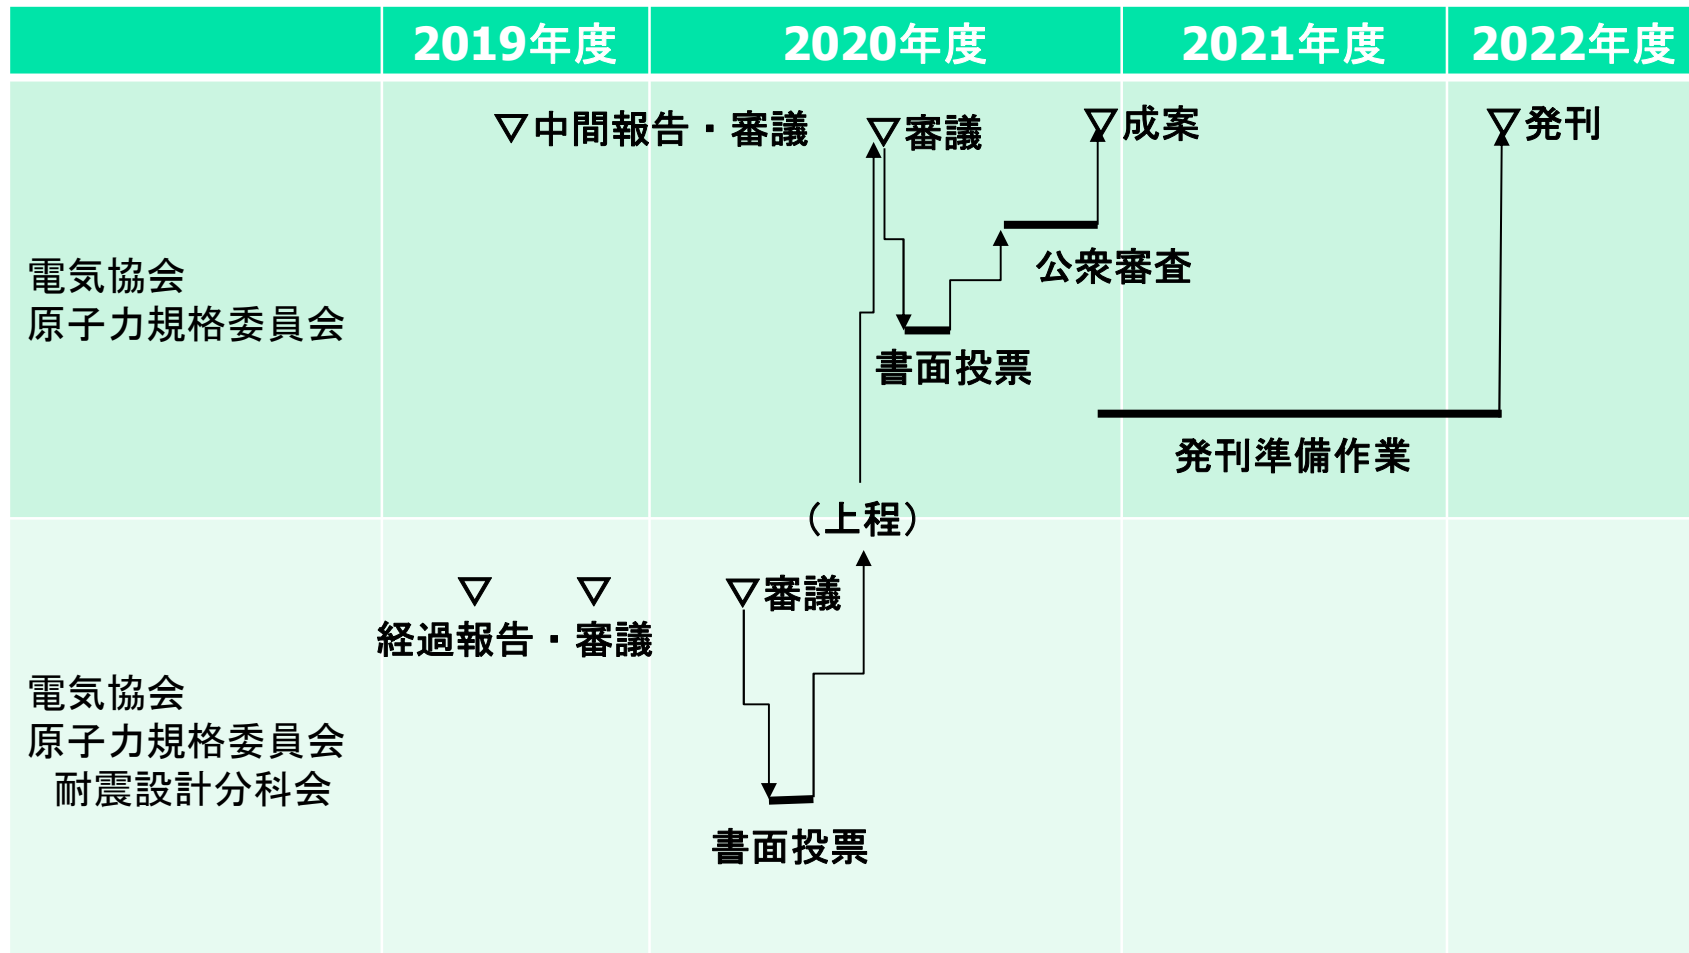 2019年度
2020年度
2021年度
2022年度
電気協会
原子力規格委員会
▽中間報告・審議
▽審議
▽成案
▽発刊
公衆審査
書面投票
発刊準備作業
（上程）
電気協会
原子力規格委員会
耐震設計分科会
▽ ▽
経過報告・審議
▽審議
書面投票